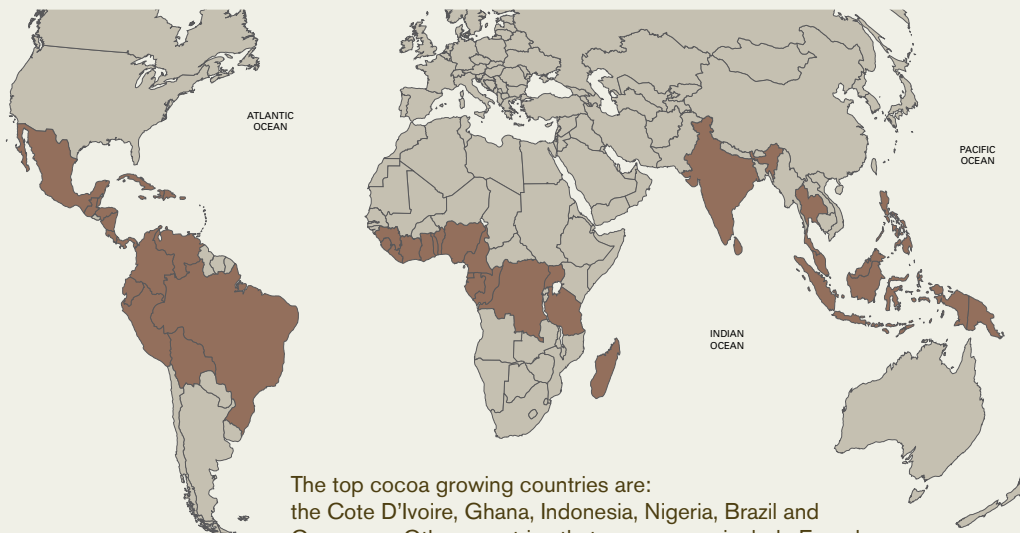 ATLANTIC
OCEAN
PACIFIC
OCEAN
INDIAN
OCEAN
The top cocoa growing countries are:
the Cote D'Ivoire, Ghana, Indonesia, Nigeria, Brazil and